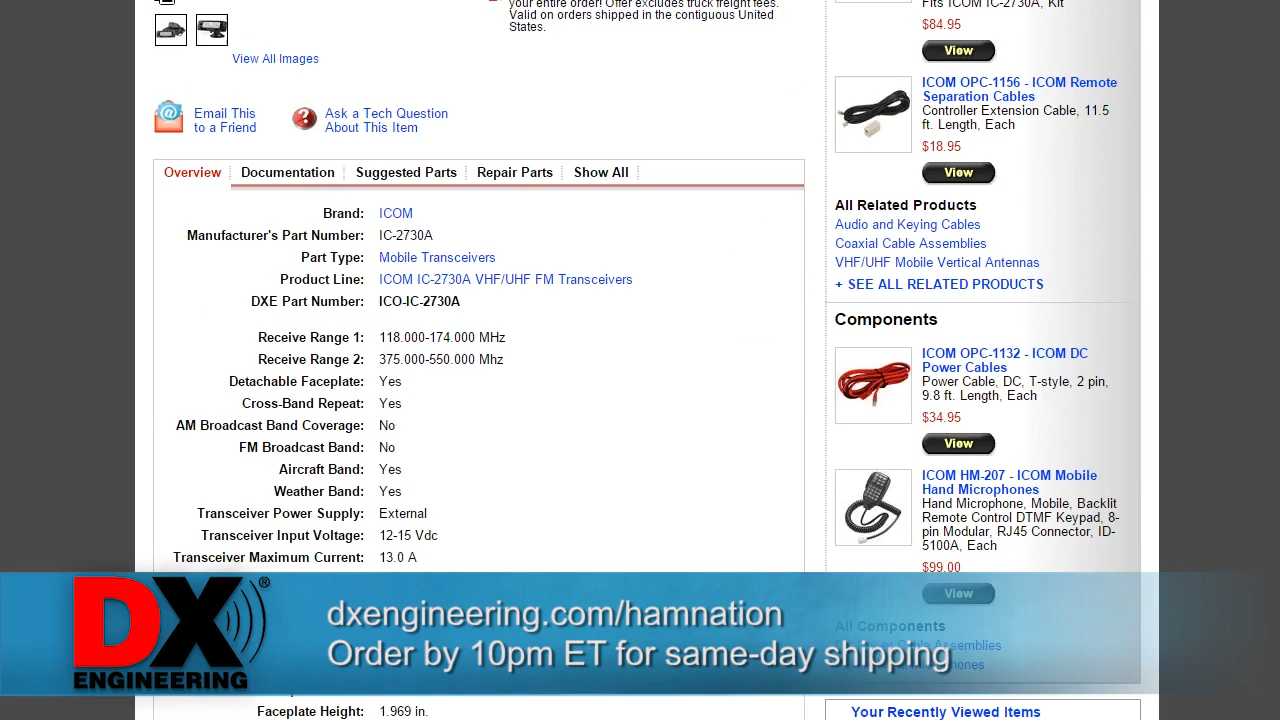 your entire order! Offer excludes truck freight fees.
Valid on orders shipped in the contiguous United
States.
View All Images
Email This
to a Friend
Ask a Tech Question
About This Item
Overview
Documentation
Suggested Parts
Repair Parts
Show All
Brand: ICOM
Manufacturer's Part Number: IC-2730A
Part Type: Mobile Transceivers
Product Line: ICOM IC-2730A VHF/UHF FM Transceivers
DXE Part Number: ICO-IC-2730A
Receive Range 1: 118.000-174.000 MHz
Receive Range 2: 375.000-550.000 Mhz
Detachable Faceplate: Yes
Cross-Band Repeat: Yes
AM Broadcast Band Coverage: No
FM Broadcast Band: No
Aircraft Band: Yes
Weather Band: Yes
Transceiver Power Supply: External
Transceiver Input Voltage: 12-15 Vdc
Transceiver Maximum Current: 13.0 A
Faceplate Height: 1.969 in.
Fits ICOM IC-2730A, Kit
$84.95
View
ICOM OPC-1156 - ICOM Remote
Separation Cables
Controller Extension Cable, 11.5
ft. Length, Each
$18.95
View
All Related Products
Audio and Keying Cables
Coaxial Cable Assemblies
VHF/UHF Mobile Vertical Antennas
+ SEE ALL RELATED PRODUCTS
Components
ICOM OPC-1132 - ICOM DC
Power Cables
Power Cable, DC, T-style, 2 pin,
9.8 ft. Length, Each
$34.95
View
ICOM HM-207 - ICOM Mobile
Hand Microphones
Hand Microphone, Mobile, Backlit
Remote Control DTMF Keypad, 8-
pin Modular, RJ45 Connector, ID-
5100A, Each
$99.00
View
All Components
Cable Assemblies
Your Recently Viewed Items
DX®
ENGINEERING
dxengineering.com/hamnation
Order by 10pm ET for same-day shipping